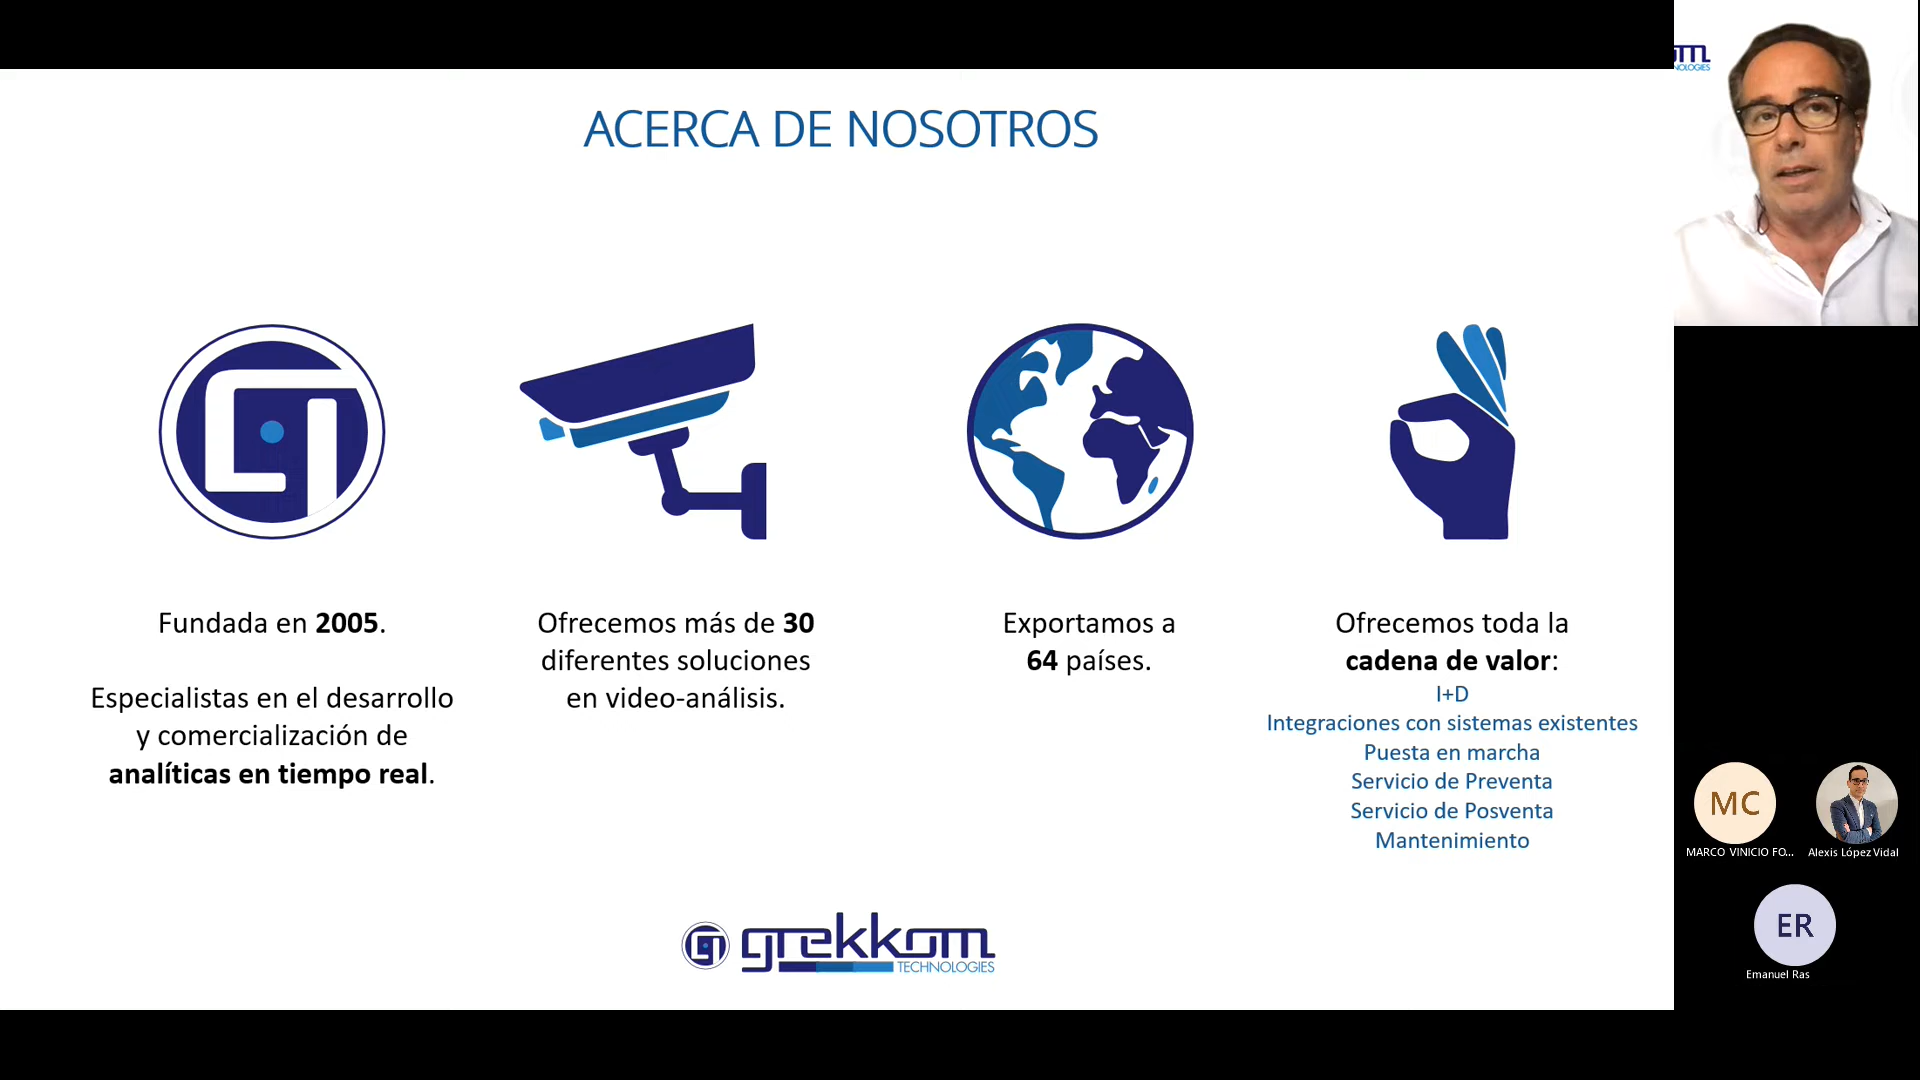 ACERCA DE NOSOTROS
Fundada en 2005.
Especialistas en el desarrollo
y comercialización de
analíticas en tiempo real.
Ofrecemos más de 30
diferentes soluciones
en video-análisis.
Exportamos a
64 países.
Ofrecemos toda la
cadena de valor:
I+D
Integraciones con sistemas existentes
Puesta en marcha
Servicio de Preventa
Servicio de Posventa
Mantenimiento
grekkom
TECHNOLOGIES
MC
MARCO VINICIO FO...
Alexis López Vidal
ER
Emanuel Ras